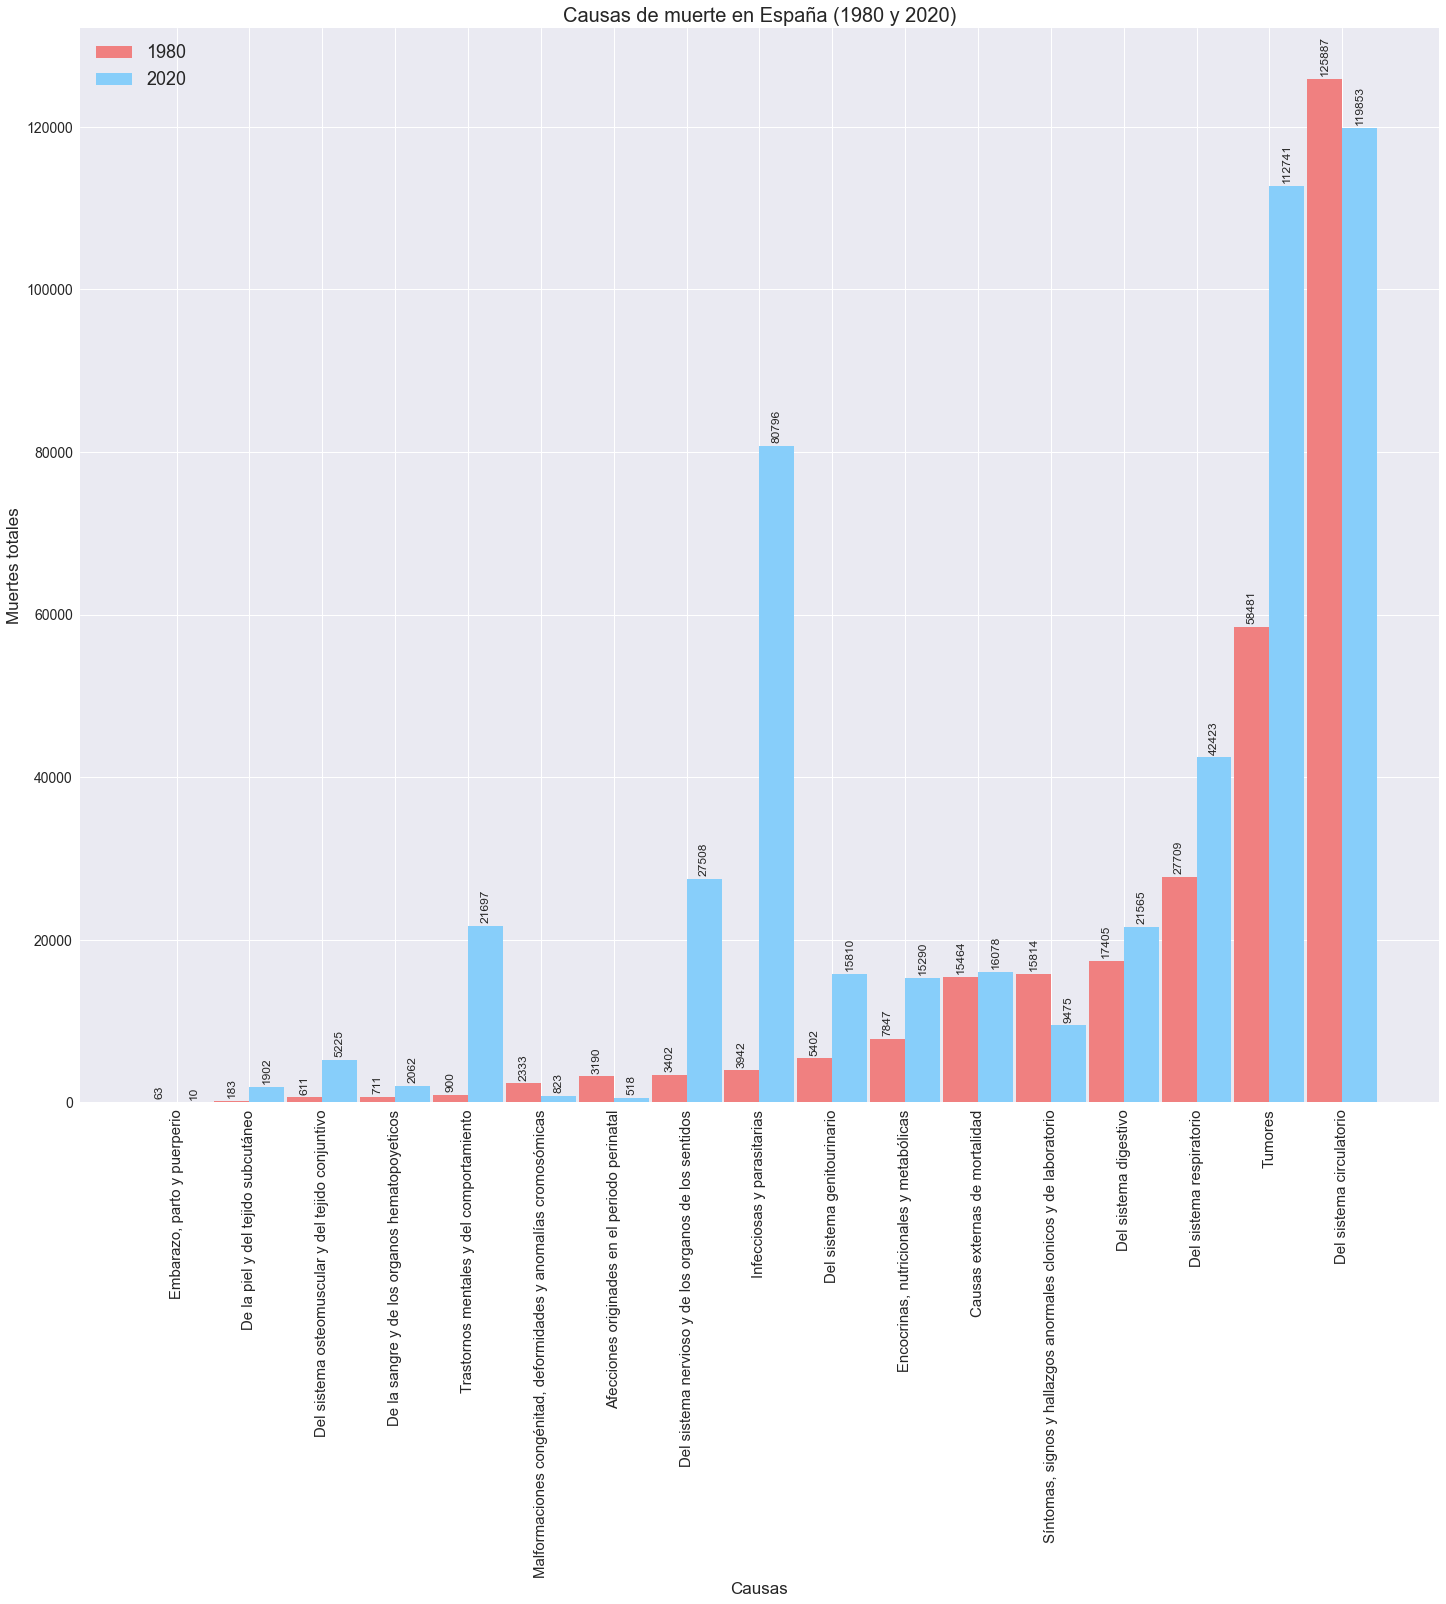 Causas de muerte en España (1980 y 2020)
1980
2020
Muertes totales
120000
100000
80000
60000
40000
20000
0
63
10
183
1902
611
5225
711
2062
900
21697
2333
823
3190
518
3402
27508
3942
80796
5402
15810
7847
15290
15464
16078
15814
9475
17405
21565
27709
42423
58481
112741
125887
119853
Embarazo, parto y puerperio
De la piel y del tejido subcutáneo
Del sistema osteomuscular y del tejido conjuntivo
De la sangre y de los organos hematopoyeticos
Trastornos mentales y del comportamiento
Malformaciones congénitad, deformidades y anomalías cromosómicas
Afecciones originades en el periodo perinatal
Del sistema nervioso y de los organos de los sentidos
Infecciosas y parasitarias
Del sistema genitourinario
Encocrinas, nutricionales y metabólicas
Causas externas de mortalidad
Síntomas, signos y hallazgos anormales clonicos y de laboratorio
Del sistema digestivo
Del sistema respiratorio
Tumores
Del sistema circulatorio
Causas